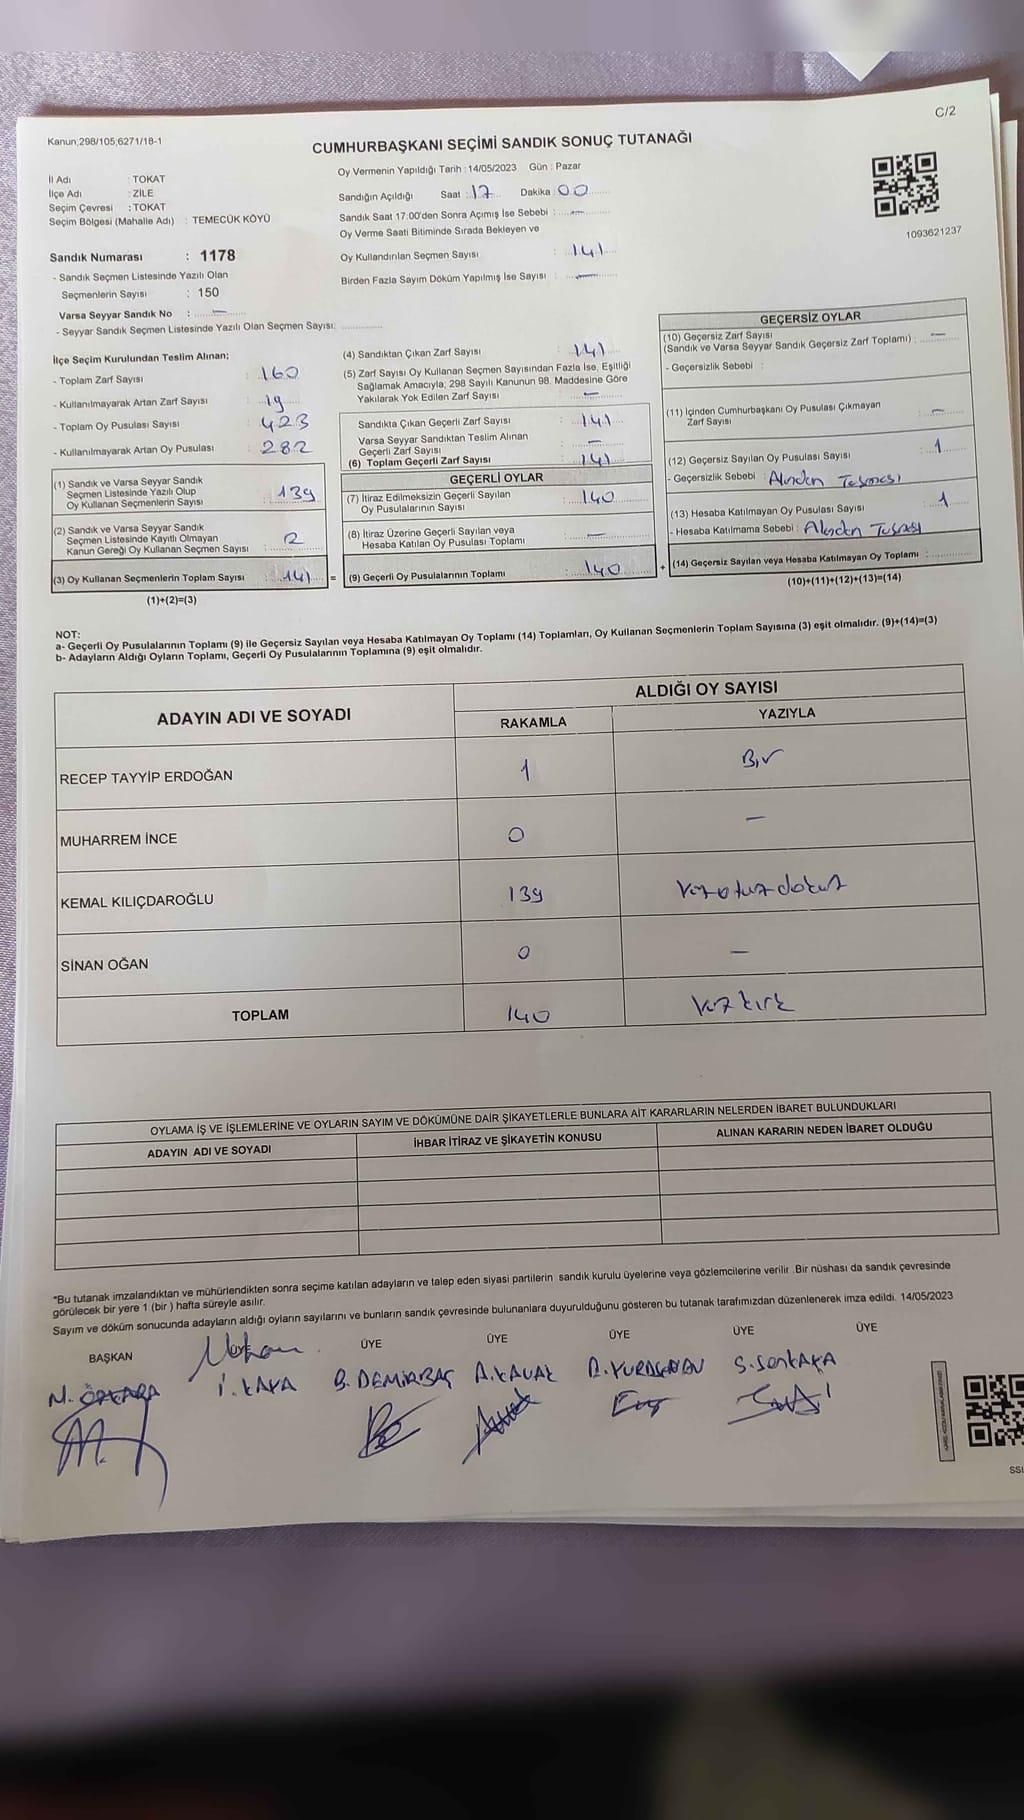 C/2
Kanun;298/105;6271/18-1
CUMHURBAŞKANI SEÇİMİ SANDIK SONUÇ TUTANAĞI
Oy Vermenin Yapıldığı Tarih : 14/05/2023 Gün : Pazar
İl Adı : TOKAT
İlçe Adı : ZİLE
Seçim Çevresi : TOKAT
Seçim Bölgesi (Mahalle Adı) : TEMECÜK KÖYÜ
Sandığın Açıldığı Saat : 17 Dakika : 00
Sandık Saat 17:00'den Sonra Açımış İse Sebebi : —
Oy Verme Saati Bitiminde Sırada Bekleyen ve
Oy Kullandırılan Seçmen Sayısı : 141
Birden Fazla Sayım Döküm Yapılmış İse Sayısı : —
1093621237
Sandık Numarası : 1178
- Sandık Seçmen Listesinde Yazılı Olan
Seçmenlerin Sayısı : 150
Varsa Seyyar Sandık No : —
- Seyyar Sandık Seçmen Listesinde Yazılı Olan Seçmen Sayısı:
İlçe Seçim Kurulundan Teslim Alınan;
- Toplam Zarf Sayısı : 160
- Kullanılmayarak Artan Zarf Sayısı : 19
- Toplam Oy Pusulası Sayısı : 423
- Kullanılmayarak Artan Oy Pusulası : 282
(1) Sandık ve Varsa Seyyar Sandık
Seçmen Listesinde Yazılı Olup
Oy Kullanan Seçmenlerin Sayısı : 139
(2) Sandık ve Varsa Seyyar Sandık
Seçmen Listesinde Kayıtlı Olmayan
Kanun Gereği Oy Kullanan Seçmen Sayısı : 2
(3) Oy Kullanan Seçmenlerin Toplam Sayısı : 141 =
(1)+(2)=(3)
(4) Sandıktan Çıkan Zarf Sayısı : 141
(5) Zarf Sayısı Oy Kullanan Seçmen Sayısından Fazla İse, Eşitliği
Sağlamak Amacıyla; 298 Sayılı Kanunun 98. Maddesine Göre
Yakılarak Yok Edilen Zarf Sayısı : —
Sandıkta Çıkan Geçerli Zarf Sayısı : 141
Varsa Seyyar Sandıktan Teslim Alınan
Geçerli Zarf Sayısı : —
(6) Toplam Geçerli Zarf Sayısı : 141
GEÇERLİ OYLAR
(7) İtiraz Edilmeksizin Geçerli Sayılan
Oy Pusulalarının Sayısı : 140
(8) İtiraz Üzerine Geçerli Sayılan veya
Hesaba Katılan Oy Pusulası Toplamı : —
(9) Geçerli Oy Pusulalarının Toplamı : 140 +
GEÇERSİZ OYLAR
(10) Geçersiz Zarf Sayısı
(Sandık ve Varsa Seyyar Sandık Geçersiz Zarf Toplamı) : —
- Geçersizlik Sebebi :
(11) İçinden Cumhurbaşkanı Oy Pusulası Çıkmayan
Zarf Sayısı : —
(12) Geçersiz Sayılan Oy Pusulası Sayısı : 1
- Geçersizlik Sebebi : Alından Taşması
(13) Hesaba Katılmayan Oy Pusulası Sayısı : 1
- Hesaba Katılmama Sebebi : Alından Taşması
(14) Geçersiz Sayılan veya Hesaba Katılmayan Oy Toplamı :
(10)+(11)+(12)+(13)=(14)
NOT:
a- Geçerli Oy Pusulalarının Toplamı (9) ile Geçersiz Sayılan veya Hesaba Katılmayan Oy Toplamı (14) Toplamları, Oy Kullanan Seçmenlerin Toplam Sayısına (3) eşit olmalıdır. (9)+(14)=(3)
b- Adayların Aldığı Oyların Toplamı, Geçerli Oy Pusulalarının Toplamına (9) eşit olmalıdır.
ADAYIN ADI VE SOYADI
ALDIĞI OY SAYISI
RAKAMLA YAZIYLA
RECEP TAYYİP ERDOĞAN 1 Bir
MUHARREM İNCE 0 —
KEMAL KILIÇDAROĞLU 139 Yüzotuzdokuz
SİNAN OĞAN 0 —
TOPLAM 140 Yüzkırk
OYLAMA İŞ VE İŞLEMLERİNE VE OYLARIN SAYIM VE DÖKÜMÜNE DAİR ŞİKAYETLERLE BUNLARA AİT KARARLARIN NELERDEN İBARET BULUNDUKLARI
ADAYIN ADI VE SOYADI İHBAR İTİRAZ VE ŞİKAYETİN KONUSU ALINAN KARARIN NEDEN İBARET OLDUĞU
*Bu tutanak imzalandıktan ve mühürlendikten sonra seçime katılan adayların ve talep eden siyasi partilerin sandık kurulu üyelerine veya gözlemcilerine verilir .Bir nüshası da sandık çevresinde
görülecek bir yere 1 (bir ) hafta süreyle asılır.
Sayım ve döküm sonucunda adayların aldığı oyların sayılarını ve bunların sandık çevresinde bulunanlara duyurulduğunu gösteren bu tutanak tarafımızdan düzenlenerek imza edildi. 14/05/2023
BAŞKAN ÜYE ÜYE ÜYE ÜYE ÜYE
N. ÖZKARA İ. KAYA B. DEMİRBAŞ A. KAVAK S. SONKAYA